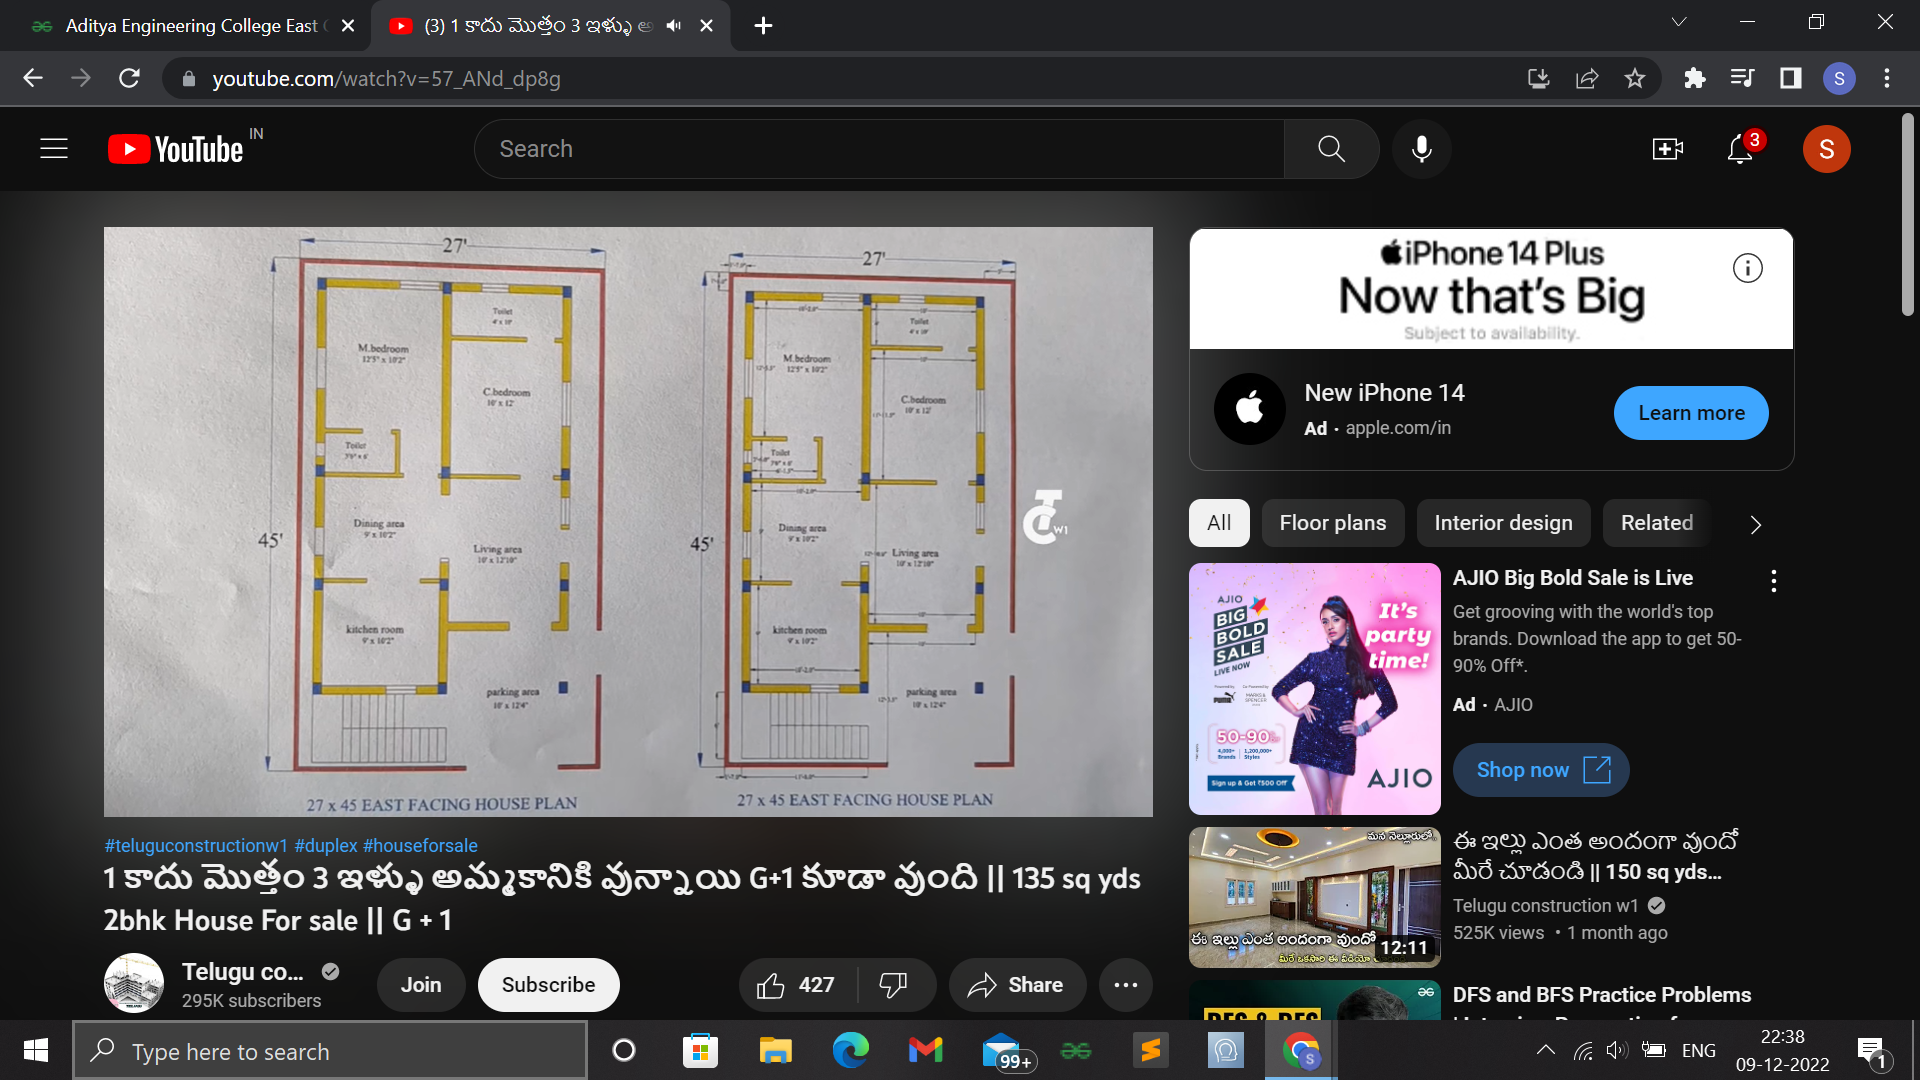 Aditya Engineering College East
(3) 1 కాదు మొత్తం 3 ఇళ్ళు అ
youtube.com/watch?v=57_ANd_dp8g
S
YouTube IN
Search
3
S
27'
Toilet
4' x 10'
M.bedroom
12'5" x 10'2"
C.bedroom
10' x 12'
Toilet
Dining area
9' x 10'2"
Living area
10' x 12'10"
45'
kitchen room
9' x 10'2"
parking area
10' x 12'4"
27 x 45 EAST FACING HOUSE PLAN
27'
Toilet
4' x 10'
M.bedroom
12'5" x 10'2"
C.bedroom
10' x 12'
Toilet
Dining area
9' x 10'2"
Living area
10' x 12'10"
45'
kitchen room
9' x 10'2"
parking area
10' x 12'4"
27 x 45 EAST FACING HOUSE PLAN
W1
iPhone 14 Plus
Now that's Big
Subject to availability.
New iPhone 14
Ad · apple.com/in
Learn more
All
Floor plans
Interior design
Related
AJIO
BIG
BOLD
SALE
LIVE NOW
It's
party
time!
50-90%
Sign up & Get ₹500 Off
AJIO
AJIO Big Bold Sale is Live
Get grooving with the world's top
brands. Download the app to get 50-
90% Off*.
Ad · AJIO
Shop now
#teluguconstructionw1 #duplex #houseforsale
1 కాదు మొత్తం 3 ఇళ్ళు అమ్మకానికి వున్నాయి G+1 కూడా వుంది || 135 sq yds
2bhk House For sale || G + 1
Telugu co...
295K subscribers
Join
Subscribe
427
Share
మన నెల్లూరులో..
ఈ ఇల్లు ఎంత అందంగా వుందో
12:11
ఈ ఇల్లు ఎంత అందంగా వుందో
మీరే చూడండి || 150 sq yds...
Telugu construction w1
525K views • 1 month ago
DFS and BFS Practice Problems
Type here to search
99+
S
ENG
22:38
09-12-2022
1